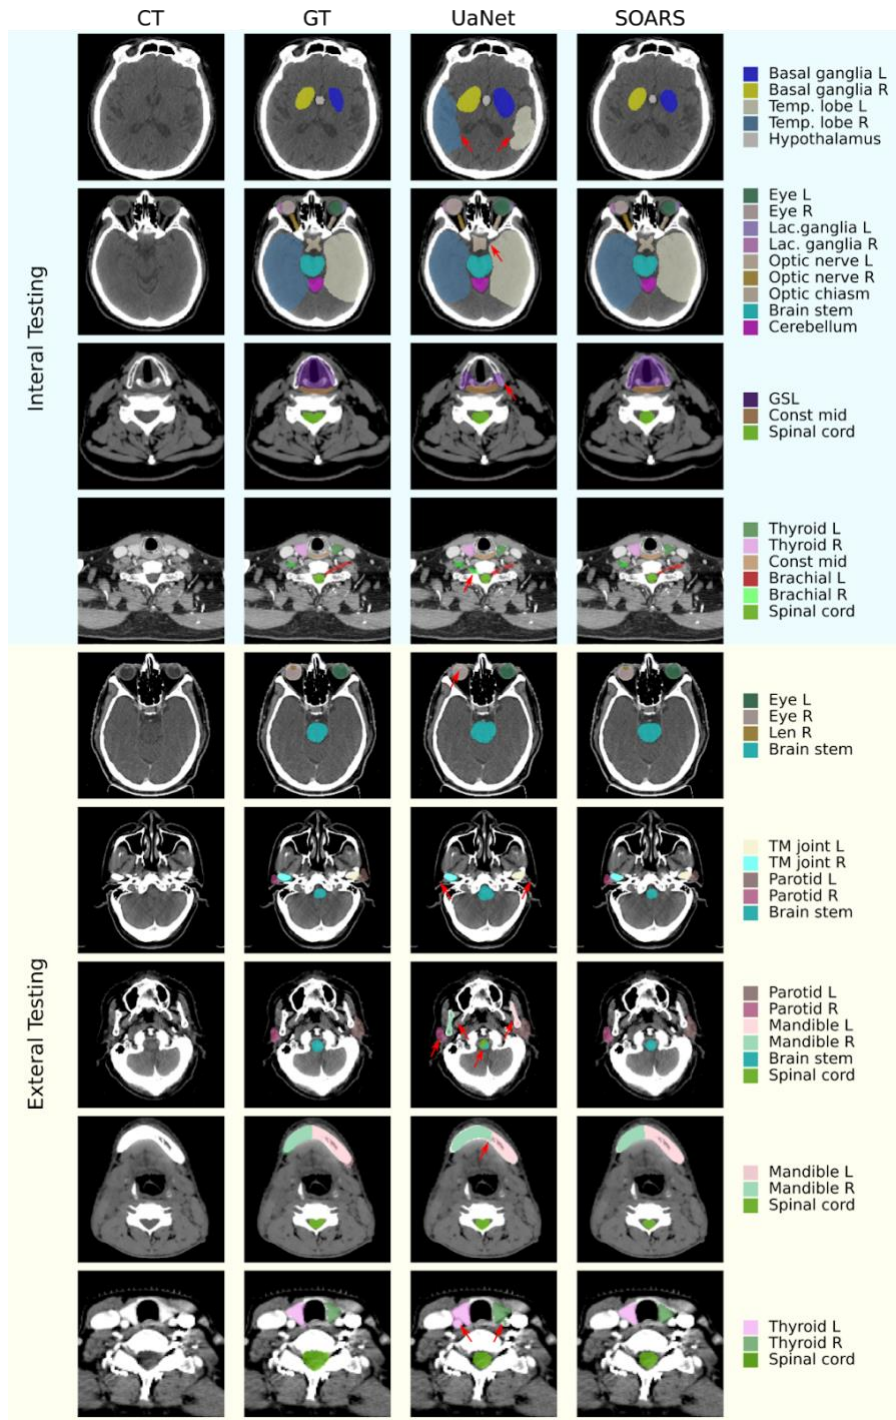 CT GT UaNet SOARS
Interal Testing
Basal ganglia L
Basal ganglia R
Temp. lobe L
Temp. lobe R
Hypothalamus
Eye L
Eye R
Lac.ganglia L
Lac. ganglia R
Optic nerve L
Optic nerve R
Optic chiasm
Brain stem
Cerebellum
GSL
Const mid
Spinal cord
Thyroid L
Thyroid R
Const mid
Brachial L
Brachial R
Spinal cord
Exteral Testing
Eye L
Eye R
Len R
Brain stem
TM joint L
TM joint R
Parotid L
Parotid R
Brain stem
Parotid L
Parotid R
Mandible L
Mandible R
Brain stem
Spinal cord
Mandible L
Mandible R
Spinal cord
Thyroid L
Thyroid R
Spinal cord